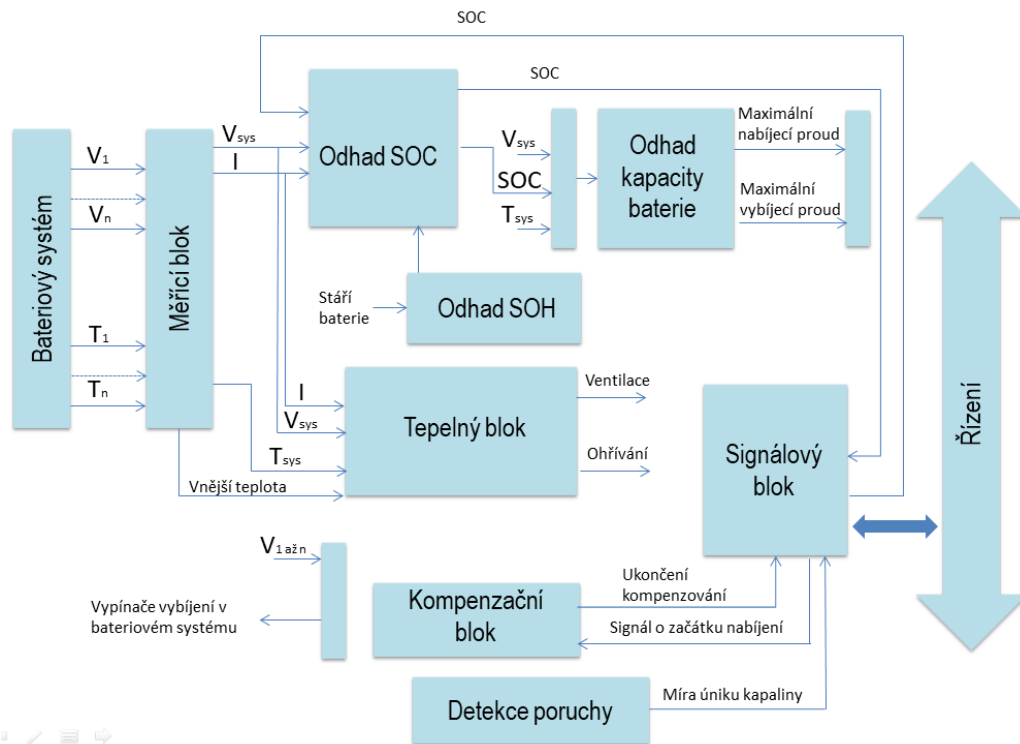 SOC
SOC
Bateriový systém
V1
Vn
T1
Tn
Měřící blok
Vsys
I
Odhad SOC
Vsys
SOC
Tsys
Odhad
kapacity
baterie
Maximální
nabíjecí proud
Maximální
vybíjecí proud
Stáří
baterie
Odhad SOH
I
Vsys
Tsys
Vnější teplota
Tepelný blok
Ventilace
Ohřívání
Signálový
blok
Řízení
V1 až n
Vypínače vybíjení v
bateriovém systému
Kompenzační
blok
Ukončení
kompenzování
Signál o začátku nabíjení
Detekce poruchy
Míra úniku kapaliny